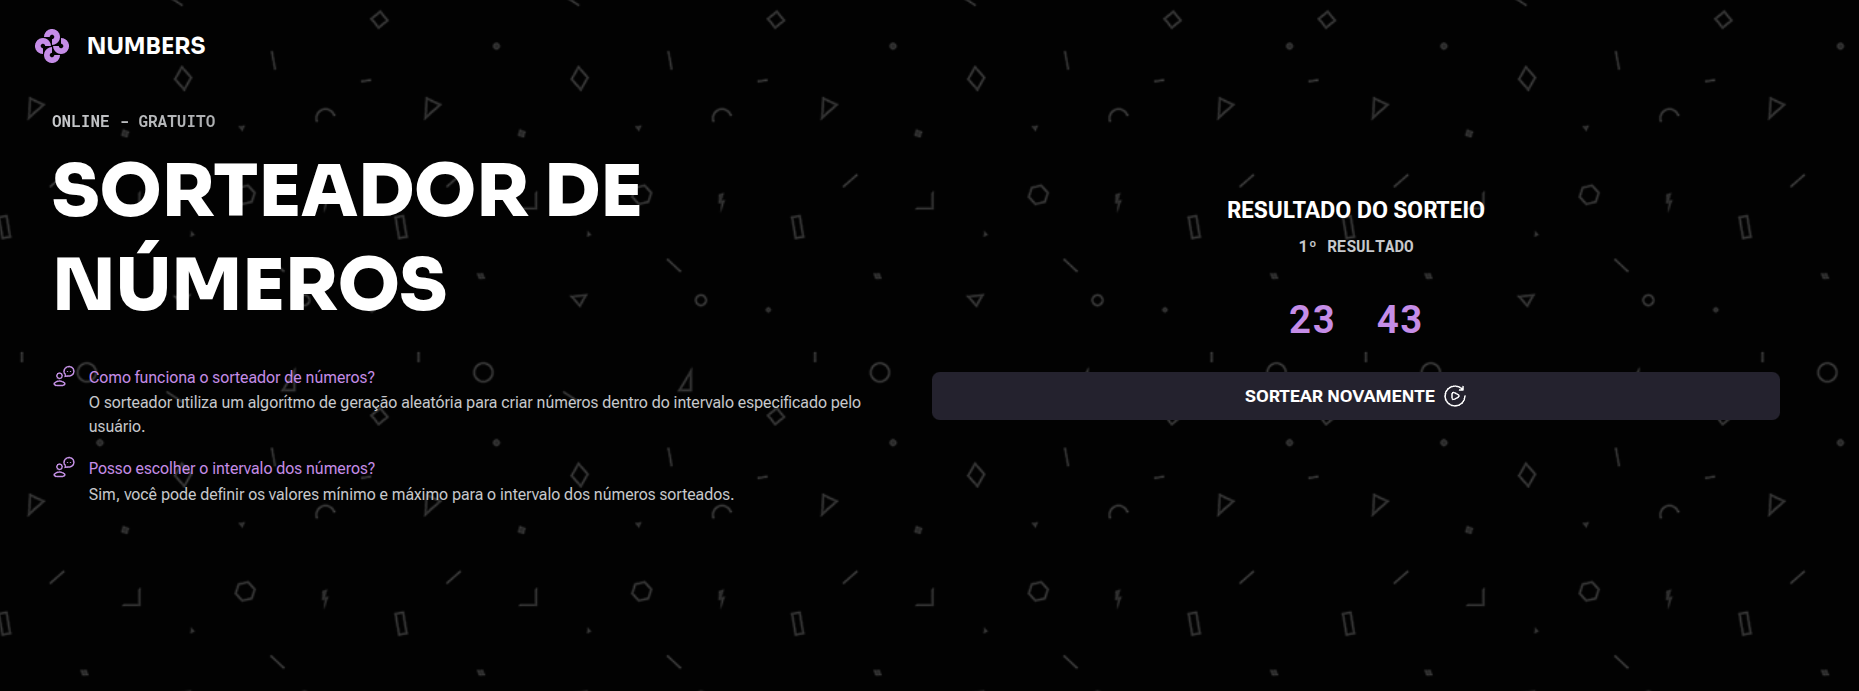 NUMBERS
ONLINE - GRATUITO
SORTEADOR DE
NÚMEROS
Como funciona o sorteador de números?
O sorteador utiliza um algorítmo de geração aleatória para criar números dentro do intervalo especificado pelo
usuário.
Posso escolher o intervalo dos números?
Sim, você pode definir os valores mínimo e máximo para o intervalo dos números sorteados.
RESULTADO DO SORTEIO
1º RESULTADO
23 43
SORTEAR NOVAMENTE